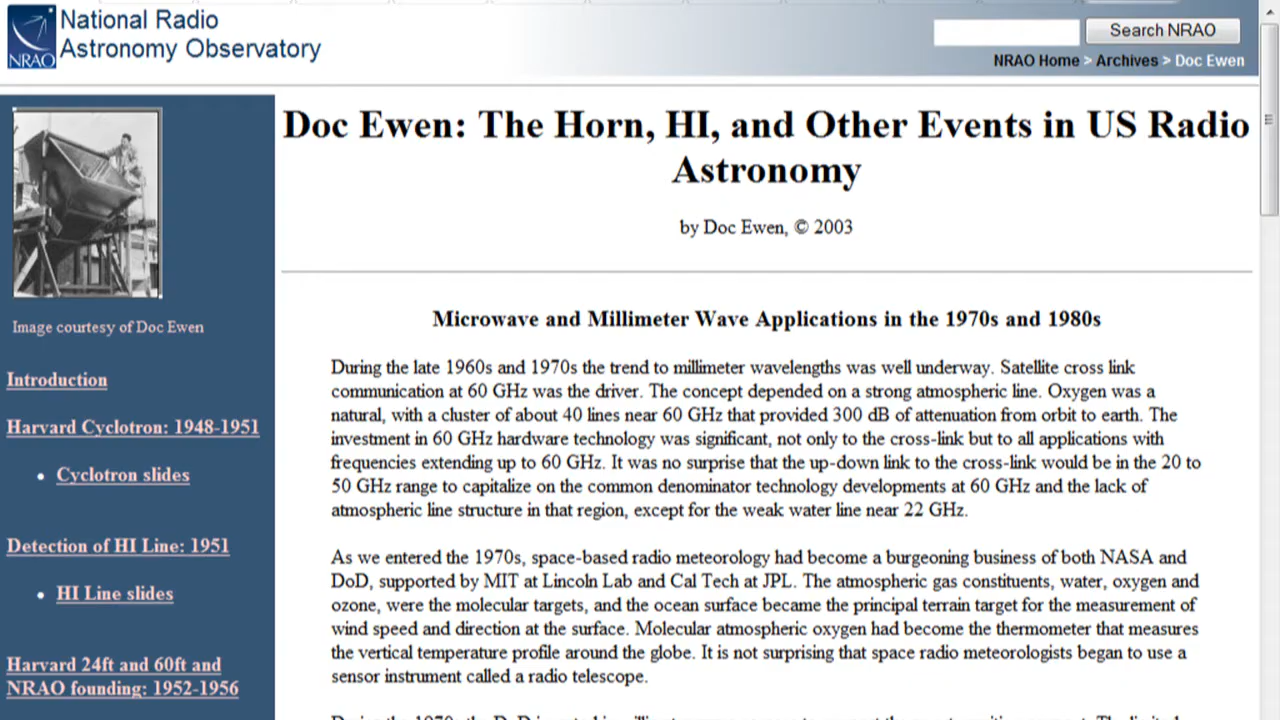 National Radio
Astronomy Observatory
NRAO
Search NRAO
NRAO Home > Archives > Doc Ewen
Image courtesy of Doc Ewen
Introduction
Harvard Cyclotron: 1948-1951
• Cyclotron slides
Detection of HI Line: 1951
• HI Line slides
Harvard 24ft and 60ft and
NRAO founding: 1952-1956
Doc Ewen: The Horn, HI, and Other Events in US Radio
Astronomy
by Doc Ewen, © 2003
Microwave and Millimeter Wave Applications in the 1970s and 1980s
During the late 1960s and 1970s the trend to millimeter wavelengths was well underway. Satellite cross link
communication at 60 GHz was the driver. The concept depended on a strong atmospheric line. Oxygen was a
natural, with a cluster of about 40 lines near 60 GHz that provided 300 dB of attenuation from orbit to earth. The
investment in 60 GHz hardware technology was significant, not only to the cross-link but to all applications with
frequencies extending up to 60 GHz. It was no surprise that the up-down link to the cross-link would be in the 20 to
50 GHz range to capitalize on the common denominator technology developments at 60 GHz and the lack of
atmospheric line structure in that region, except for the weak water line near 22 GHz.
As we entered the 1970s, space-based radio meteorology had become a burgeoning business of both NASA and
DoD, supported by MIT at Lincoln Lab and Cal Tech at JPL. The atmospheric gas constituents, water, oxygen and
ozone, were the molecular targets, and the ocean surface became the principal terrain target for the measurement of
wind speed and direction at the surface. Molecular atmospheric oxygen had become the thermometer that measures
the vertical temperature profile around the globe. It is not surprising that space radio meteorologists began to use a
sensor instrument called a radio telescope.